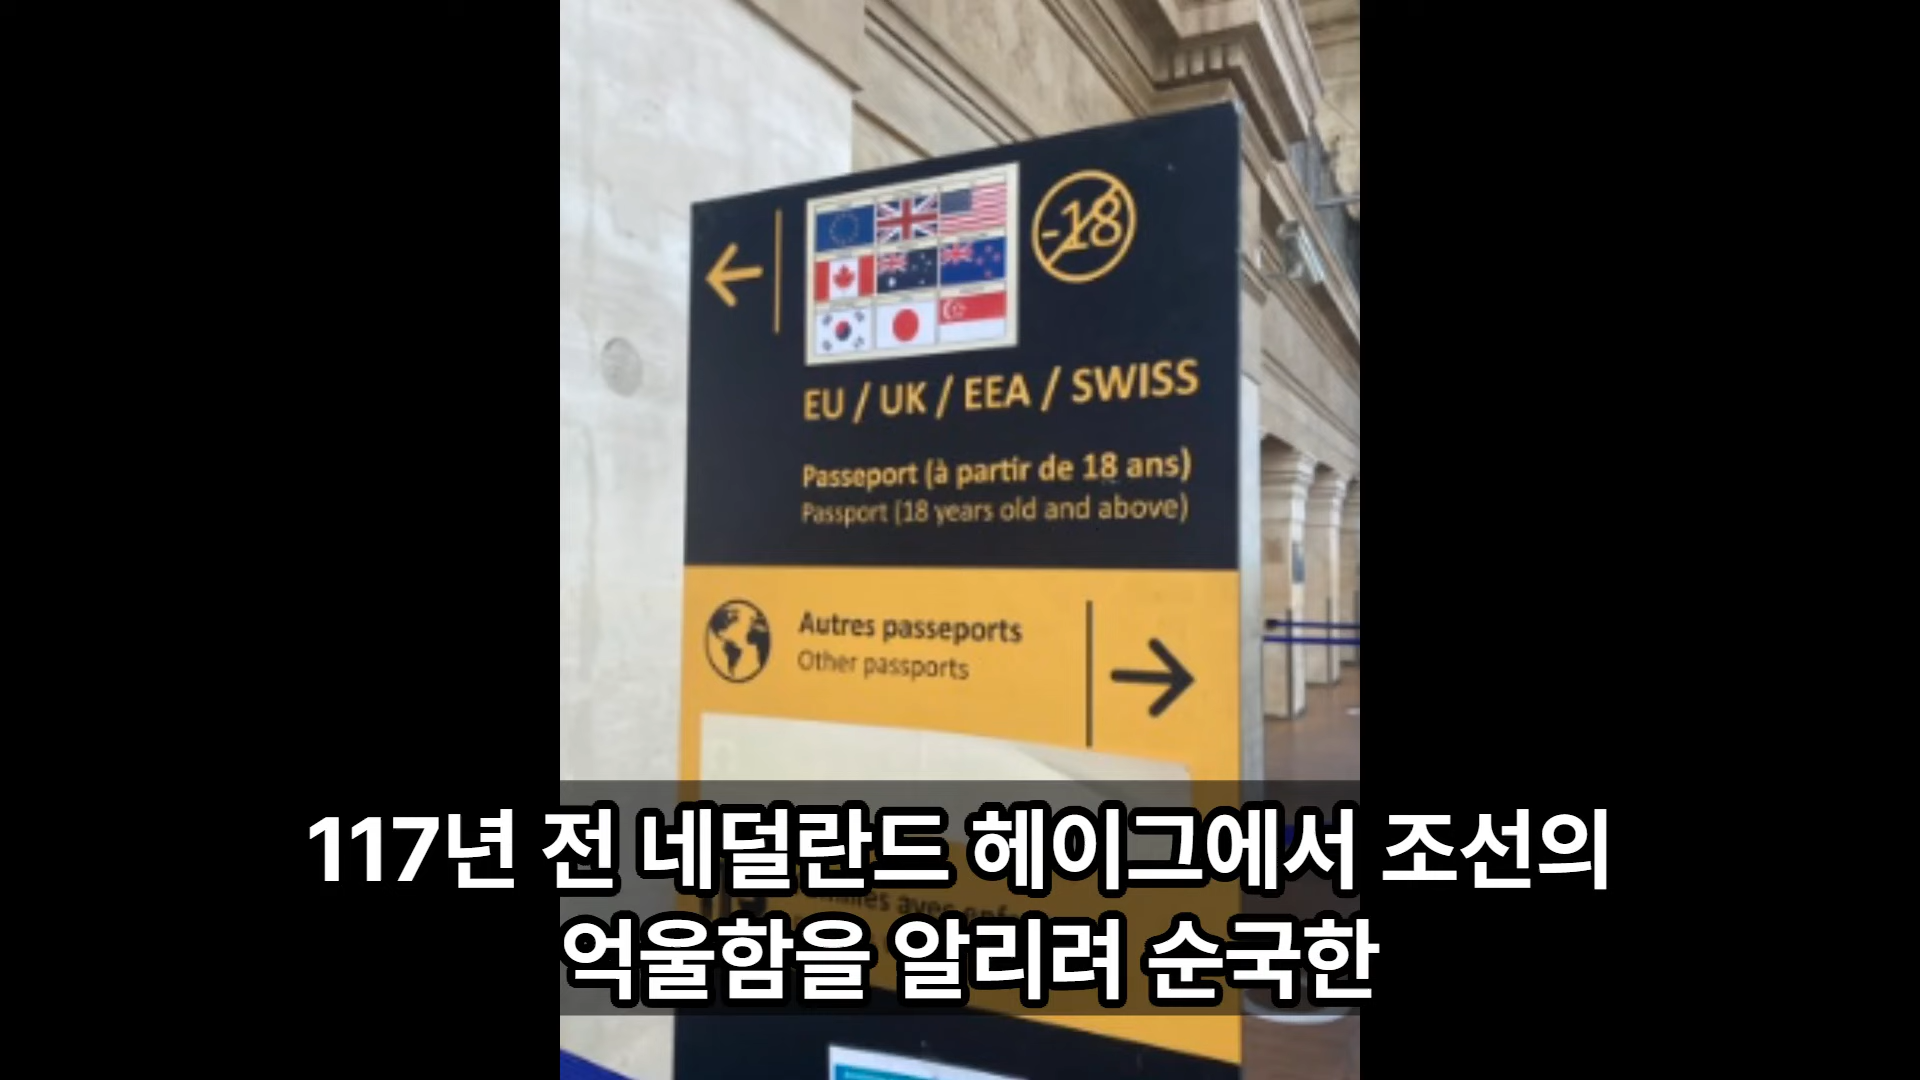 -18
EU / UK / EEA / SWISS
Passeport (à partir de 18 ans)
Passport (18 years old and above)
Autres passeports
Other passports
117년 전 네덜란드 헤이그에서 조선의
억울함을 알리려 순국한